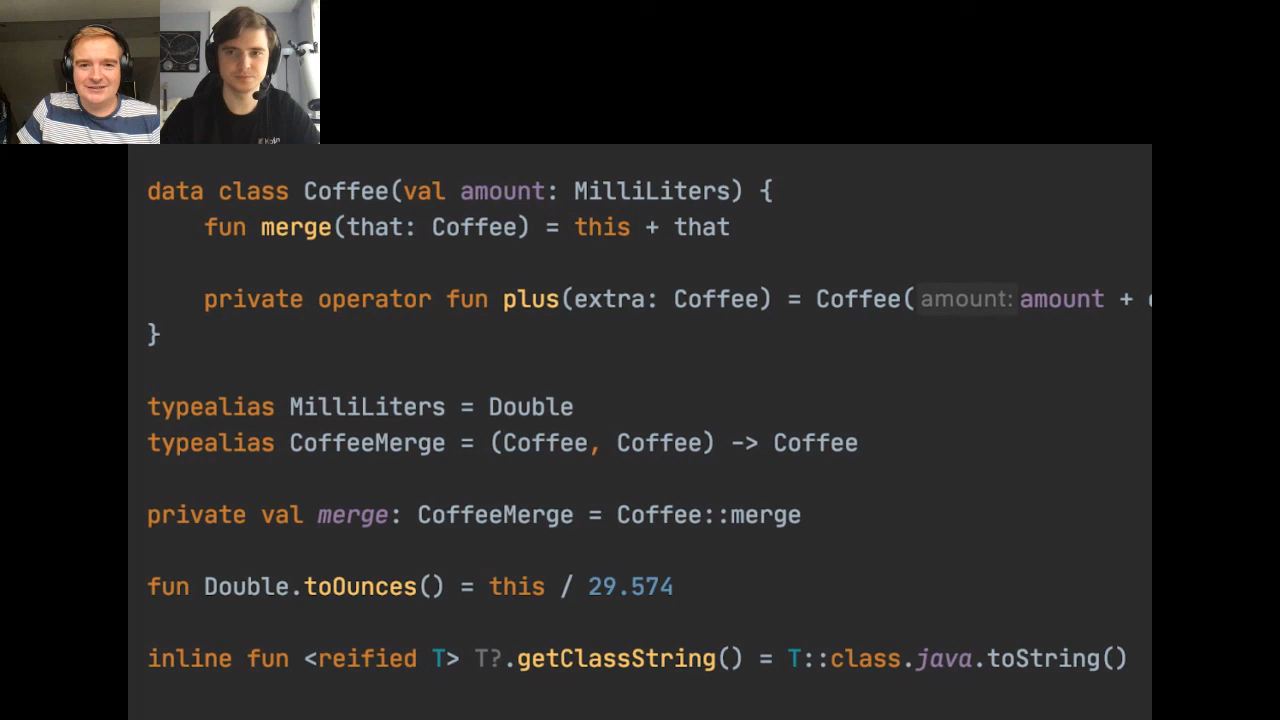 data class Coffee(val amount: MilliLiters) {
fun merge(that: Coffee) = this + that
private operator fun plus(extra: Coffee) = Coffee(amount: amount +
}
typealias MilliLiters = Double
typealias CoffeeMerge = (Coffee, Coffee) -> Coffee
private val merge: CoffeeMerge = Coffee::merge
fun Double.toOunces() = this / 29.574
inline fun <reified T> T?.getClassString() = T::class.java.toString()